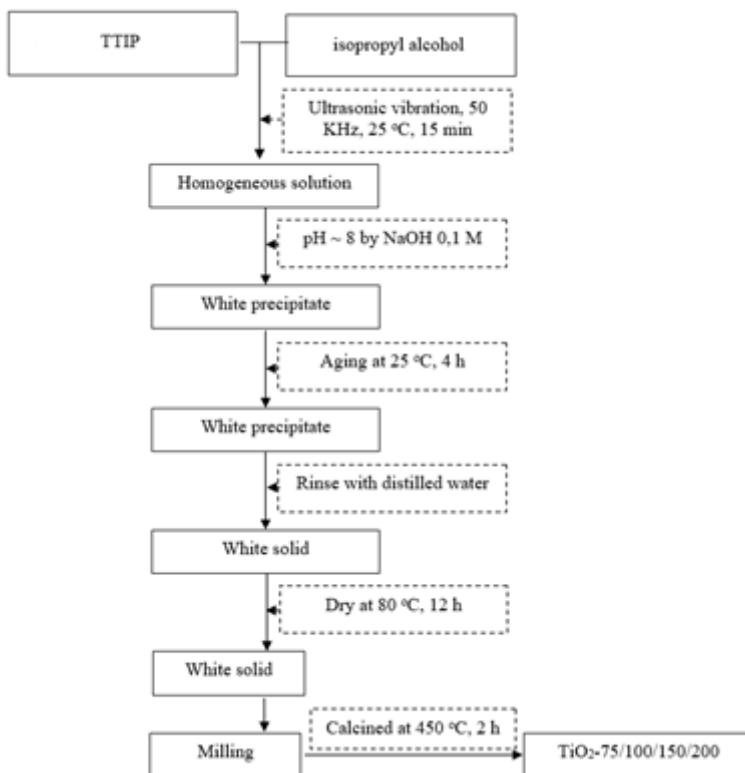 TTIP
isopropyl alcohol
Ultrasonic vibration, 50
KHz, 25 °C, 15 min
Homogeneous solution
pH ~ 8 by NaOH 0,1 M
White precipitate
Aging at 25 °C, 4 h
White precipitate
Rinse with distilled water
White solid
Dry at 80 °C, 12 h
White solid
Calcined at 450 °C, 2 h
Milling
TiO₂-75/100/150/200